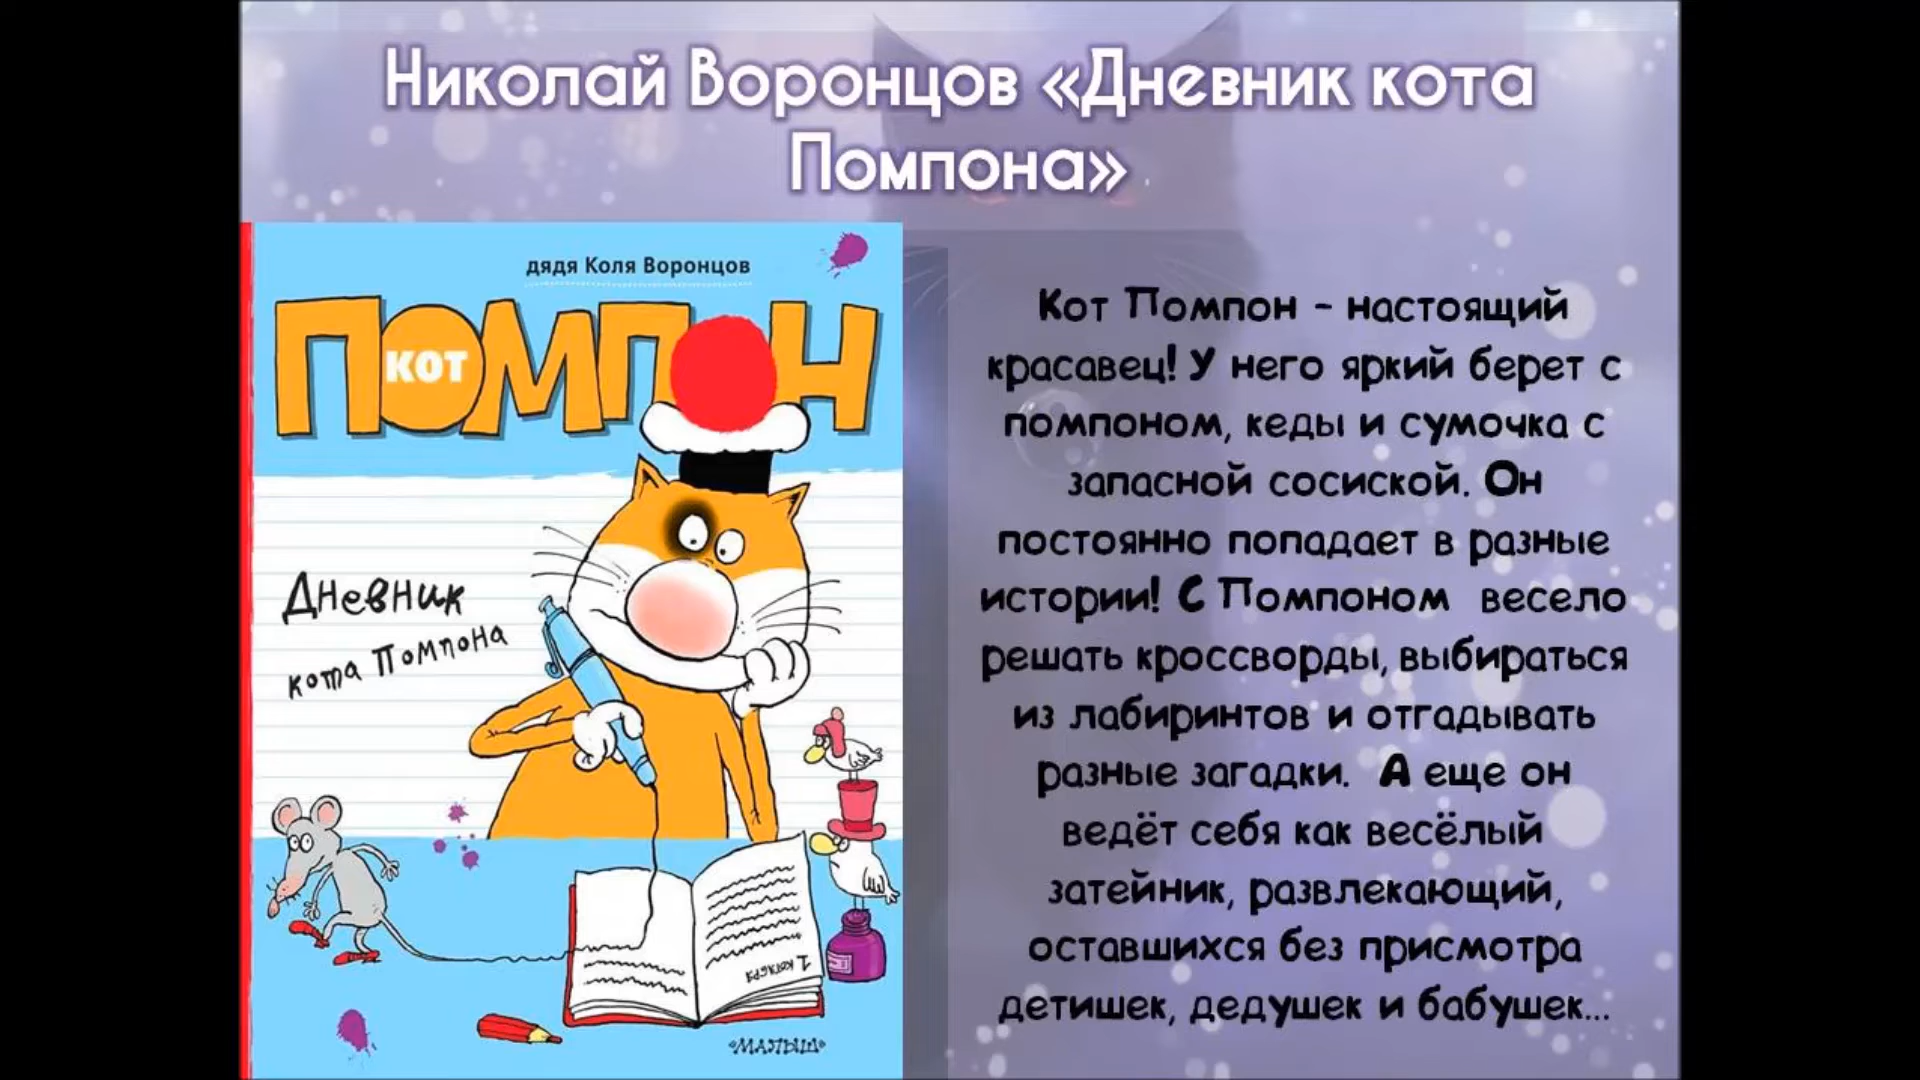 Николай Воронцов «Дневник кота
Помпона»
дядя Коля Воронцов
ПОМПОН
КОТ
Дневник
кота Помпона
1 котября
«МАЛЫШ»
Кот Помпон - настоящий
красавец! У него яркий берет с
помпоном, кеды и сумочка с
запасной сосиской. Он
постоянно попадает в разные
истории! С Помпоном весело
решать кроссворды, выбираться
из лабиринтов и отгадывать
разные загадки. А еще он
ведёт себя как весёлый
затейник, развлекающий,
оставшихся без присмотра
детишек, дедушек и бабушек...